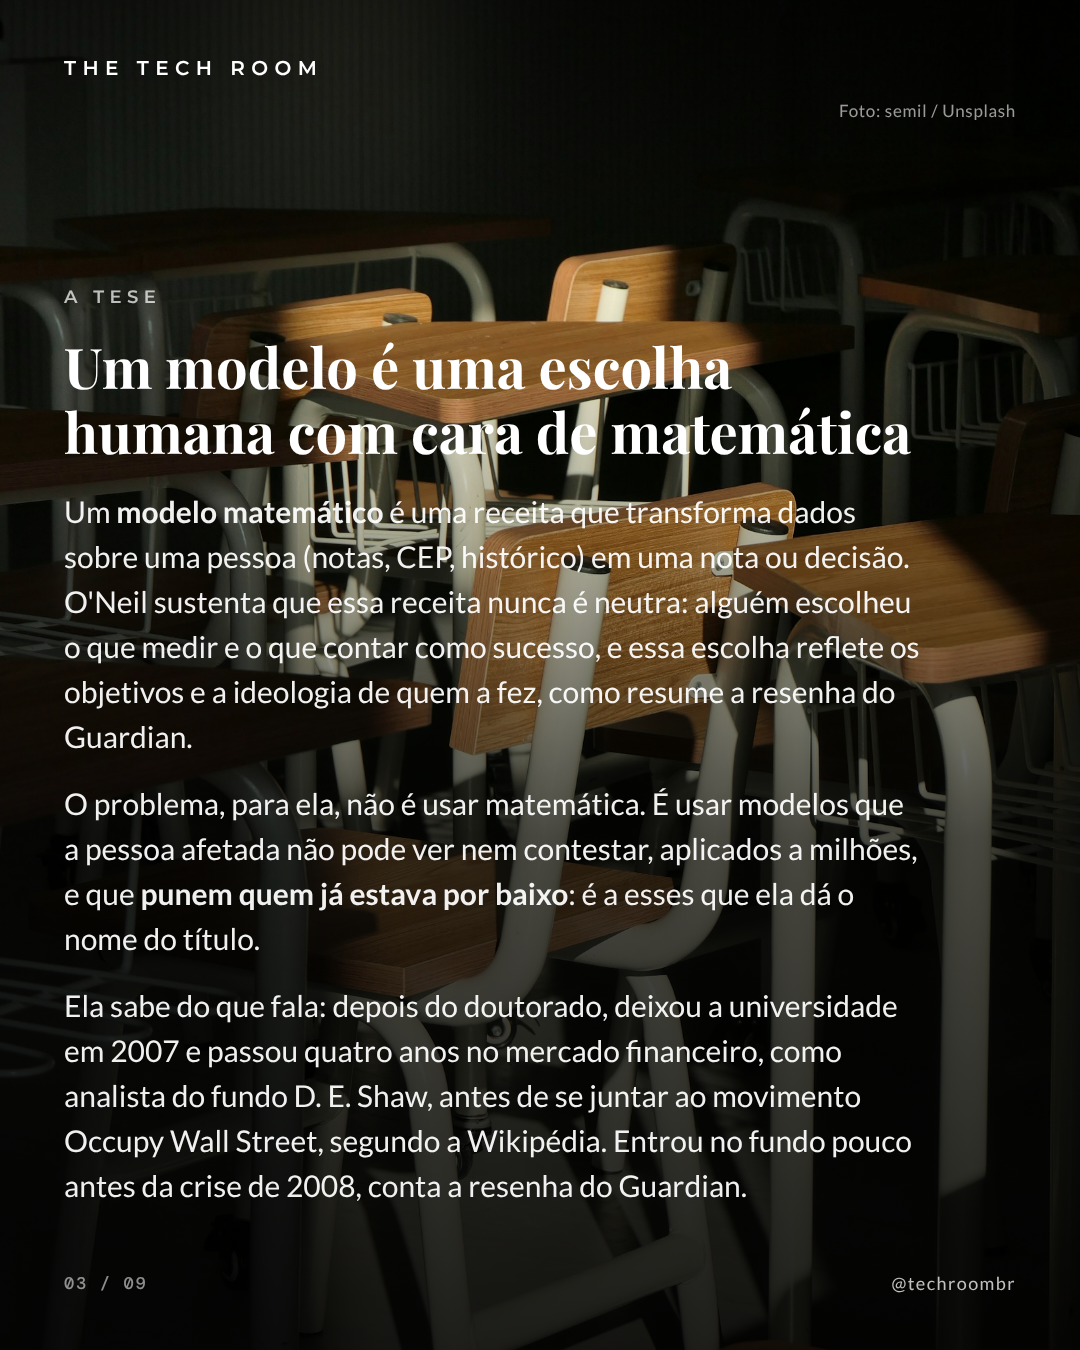 THE TECH ROOM
Foto: semil / Unsplash
A TESE
Um modelo é uma escolha
humana com cara de matemática
Um modelo matemático é uma receita que transforma dados
sobre uma pessoa (notas, CEP, histórico) em uma nota ou decisão.
O'Neil sustenta que essa receita nunca é neutra: alguém escolheu
o que medir e o que contar como sucesso, e essa escolha reflete os
objetivos e a ideologia de quem a fez, como resume a resenha do
Guardian.
O problema, para ela, não é usar matemática. É usar modelos que
a pessoa afetada não pode ver nem contestar, aplicados a milhões,
e que punem quem já estava por baixo: é a esses que ela dá o
nome do título.
Ela sabe do que fala: depois do doutorado, deixou a universidade
em 2007 e passou quatro anos no mercado financeiro, como
analista do fundo D. E. Shaw, antes de se juntar ao movimento
Occupy Wall Street, segundo a Wikipédia. Entrou no fundo pouco
antes da crise de 2008, conta a resenha do Guardian.
03 / 09
@techroombr